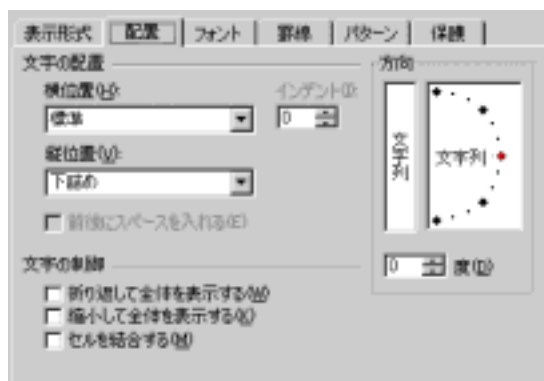 表示形式 配置 フォント 罫線 パターン 保護
文字の配置
横位置(H):
インデント(I):
標準
0
縦位置(V):
下詰め
前後にスペースを入れる(E)
文字の制御
折り返して全体を表示する(W)
縮小して全体を表示する(K)
セルを結合する(M)
方向
文字列
文字列
0 度(D)